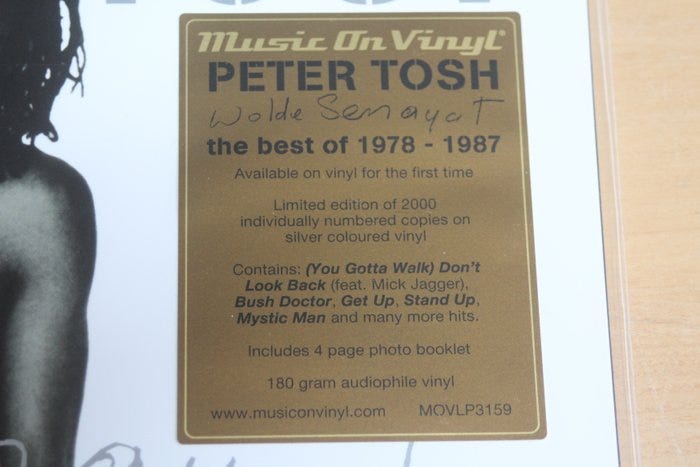 Music On Vinyl®
PETER TOSH
Wolde Semayat
the best of 1978 - 1987
Available on vinyl for the first time
Limited edition of 2000
individually numbered copies on
silver coloured vinyl
Contains: (You Gotta Walk) Don't
Look Back (feat. Mick Jagger),
Bush Doctor, Get Up, Stand Up,
Mystic Man and many more hits.
Includes 4 page photo booklet
180 gram audiophile vinyl
www.musiconvinyl.com MOVLP3159